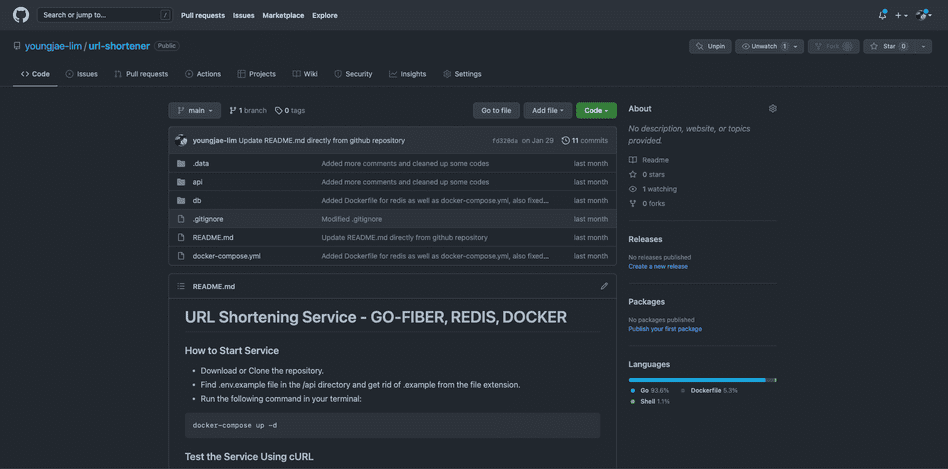 Search or jump to... /
Pull requests Issues Marketplace Explore
youngjae-lim / url-shortener Public
Unpin Unwatch 1 Fork 0 Star 0
Code Issues Pull requests Actions Projects Wiki Security Insights Settings
main 1 branch 0 tags Go to file Add file Code
youngjae-lim Update README.md directly from github repository fd320da on Jan 29 11 commits
.data Added more comments and cleaned up some codes last month
api Added more comments and cleaned up some codes last month
db Added Dockerfile for redis as well as docker-compose.yml, also fixed... last month
.gitignore Modified .gitignore last month
README.md Update README.md directly from github repository last month
docker-compose.yml Added Dockerfile for redis as well as docker-compose.yml, also fixed... last month
README.md
URL Shortening Service - GO-FIBER, REDIS, DOCKER
How to Start Service
• Download or Clone the repository.
• Find .env.example file in the /api directory and get rid of .example from the file extension.
• Run the following command in your terminal:
docker-compose up -d
Test the Service Using cURL
About
No description, website, or topics
provided.
Readme
0 stars
1 watching
0 forks
Releases
No releases published
Create a new release
Packages
No packages published
Publish your first package
Languages
Go 93.6% Dockerfile 5.3%
Shell 1.1%